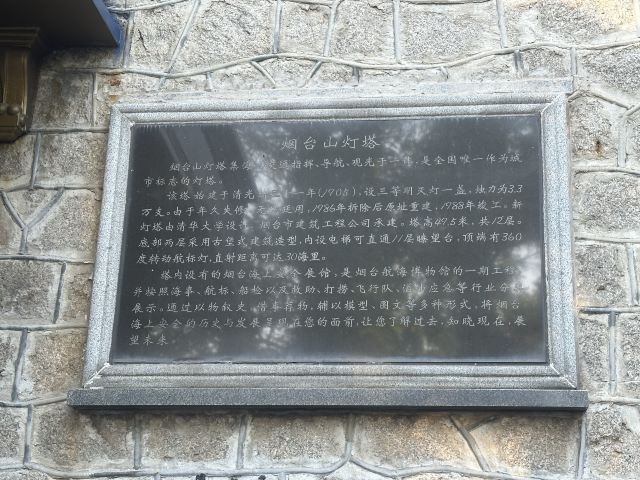 烟台山灯塔
烟台山灯塔集海 通指挥、导航、观光于一体，是全国唯一作为城
市标志的灯塔。
该塔始建于清光 三十一年(1905)，设三等明灭灯一盏，烛力为3.3
万支。由于年久失修 无 延用，1986年拆除后原址重建，1988年竣工。新
灯塔由清华大学设计 烟台市建筑工程公司承建。塔高49.5米，共12层。
底部两层采用古堡式建筑造型，内设电梯可直通11层瞭望台，顶端有360
度转动航标灯，直射距离可达30海里。
塔内设有的烟台海上安全展馆，是烟台航海博物馆的一期工程
并按照海事、航标、船检以及救助、打捞、飞行队、 应急等行业分
展示。通过以物叙史、借事存物，辅以模型、图文等多种形式，将烟台
海上安全的历史与发展呈现在您的面前，让您了解过去，知晓现在，展
望未来。